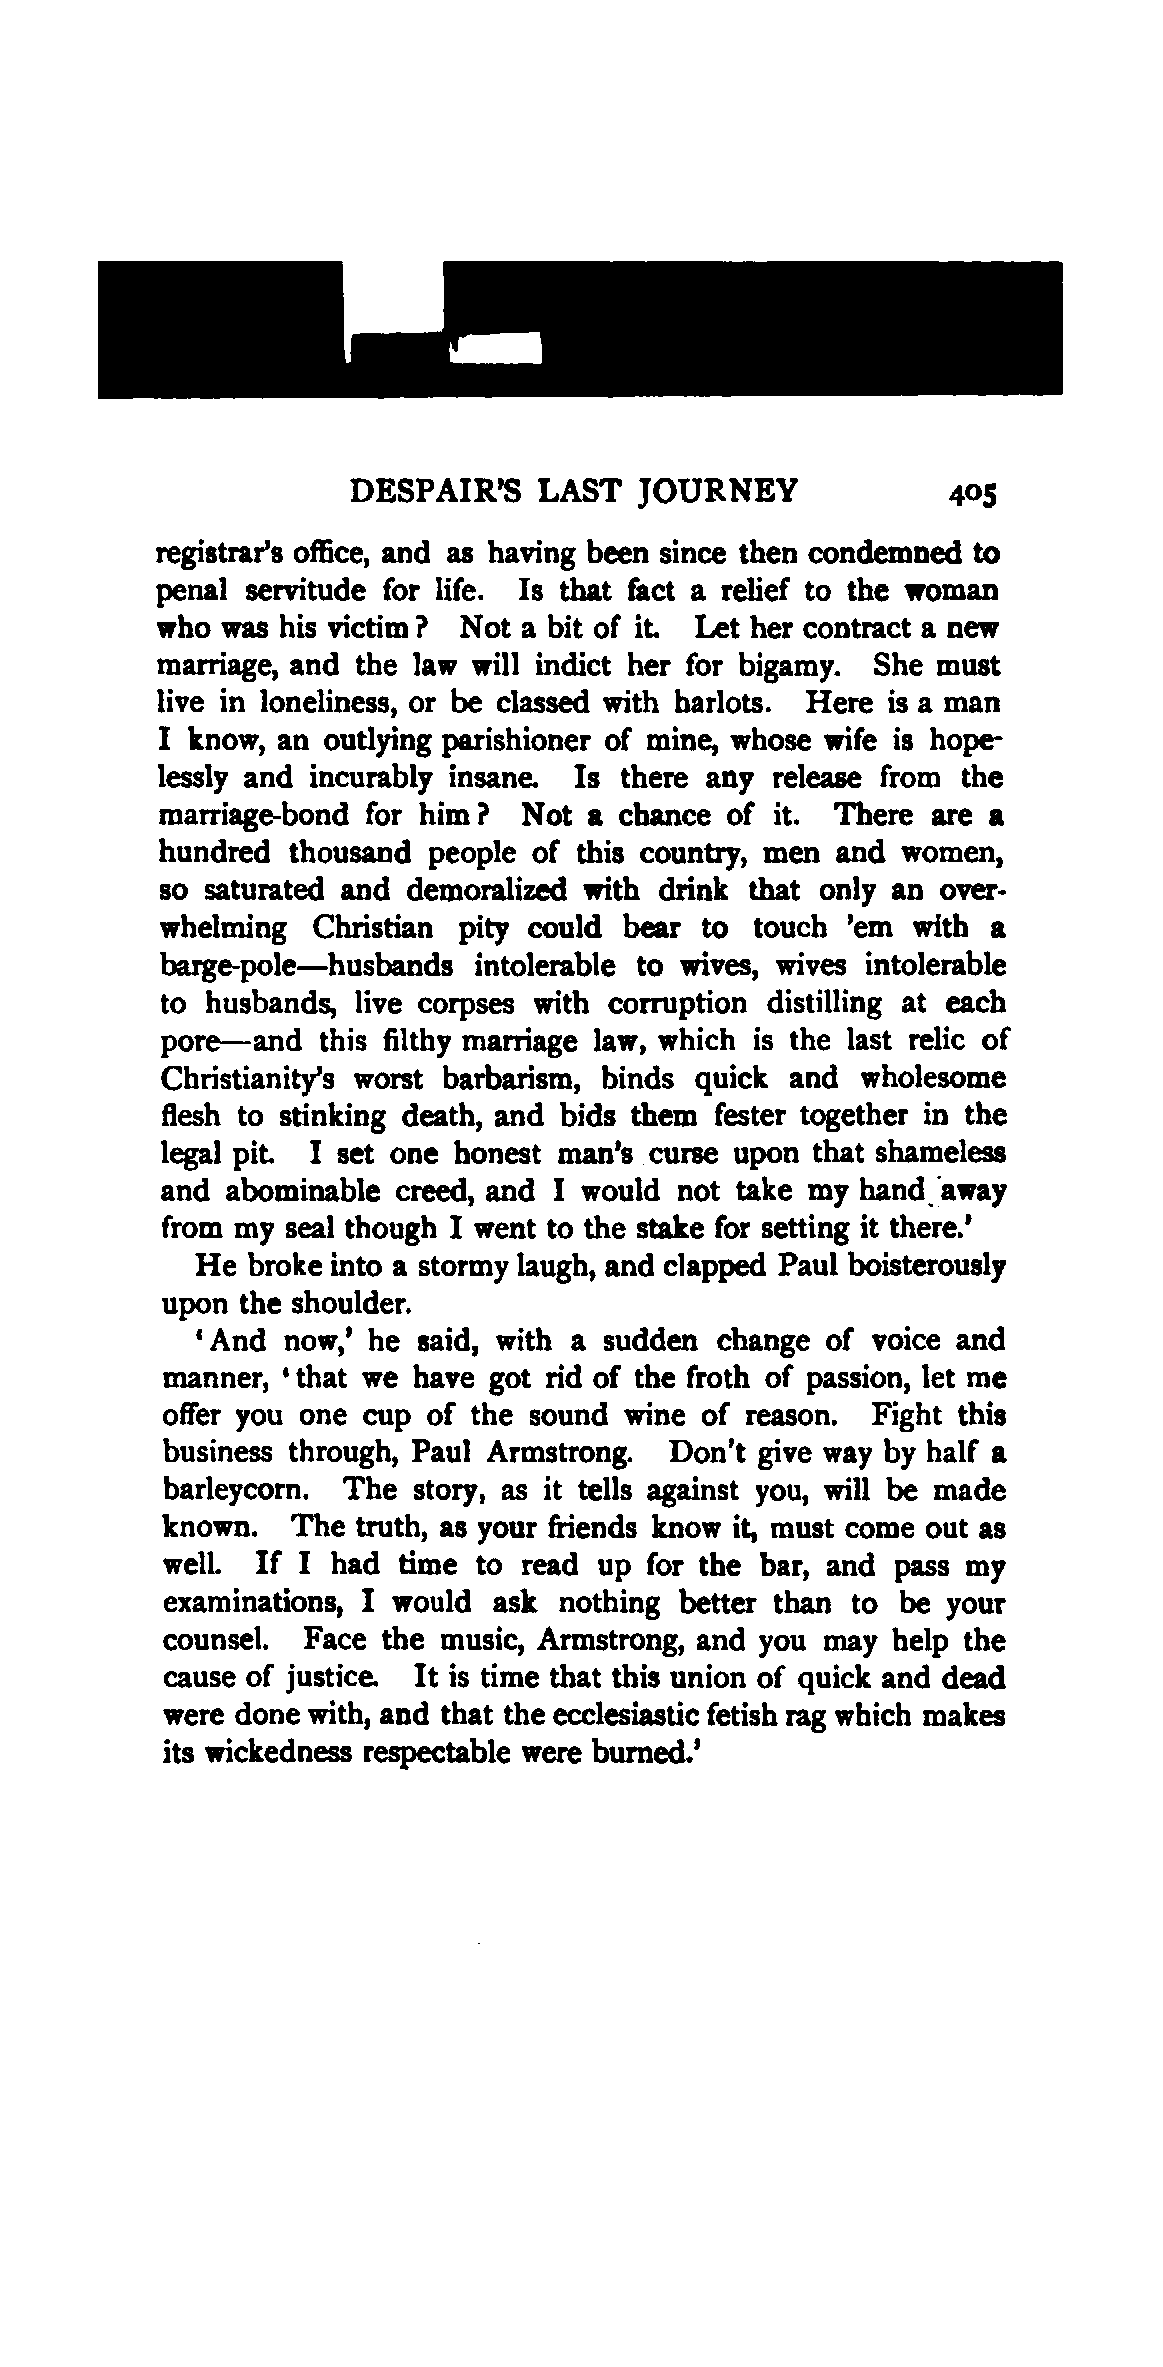 DESPAIR'S LAST JOURNEY 405
registrar's office, and as having been since then condemned to
penal servitude for life. Is that fact a relief to the woman
who was his victim? Not a bit of it. Let her contract a new
marriage, and the law will indict her for bigamy. She must
live in loneliness, or be classed with harlots. Here is a man
I know, an outlying parishioner of mine, whose wife is hope-
lessly and incurably insane. Is there any release from the
marriage-bond for him? Not a chance of it. There are a
hundred thousand people of this country, men and women,
so saturated and demoralized with drink that only an over-
whelming Christian pity could bear to touch 'em with a
barge-pole—husbands intolerable to wives, wives intolerable
to husbands, live corpses with corruption distilling at each
pore—and this filthy marriage law, which is the last relic of
Christianity's worst barbarism, binds quick and wholesome
flesh to stinking death, and bids them fester together in the
legal pit. I set one honest man's curse upon that shameless
and abominable creed, and I would not take my hand away
from my seal though I went to the stake for setting it there.'
He broke into a stormy laugh, and clapped Paul boisterously
upon the shoulder.
'And now,' he said, with a sudden change of voice and
manner, 'that we have got rid of the froth of passion, let me
offer you one cup of the sound wine of reason. Fight this
business through, Paul Armstrong. Don't give way by half a
barleycorn. The story, as it tells against you, will be made
known. The truth, as your friends know it, must come out as
well. If I had time to read up for the bar, and pass my
examinations, I would ask nothing better than to be your
counsel. Face the music, Armstrong, and you may help the
cause of justice. It is time that this union of quick and dead
were done with, and that the ecclesiastic fetish rag which makes
its wickedness respectable were burned.'